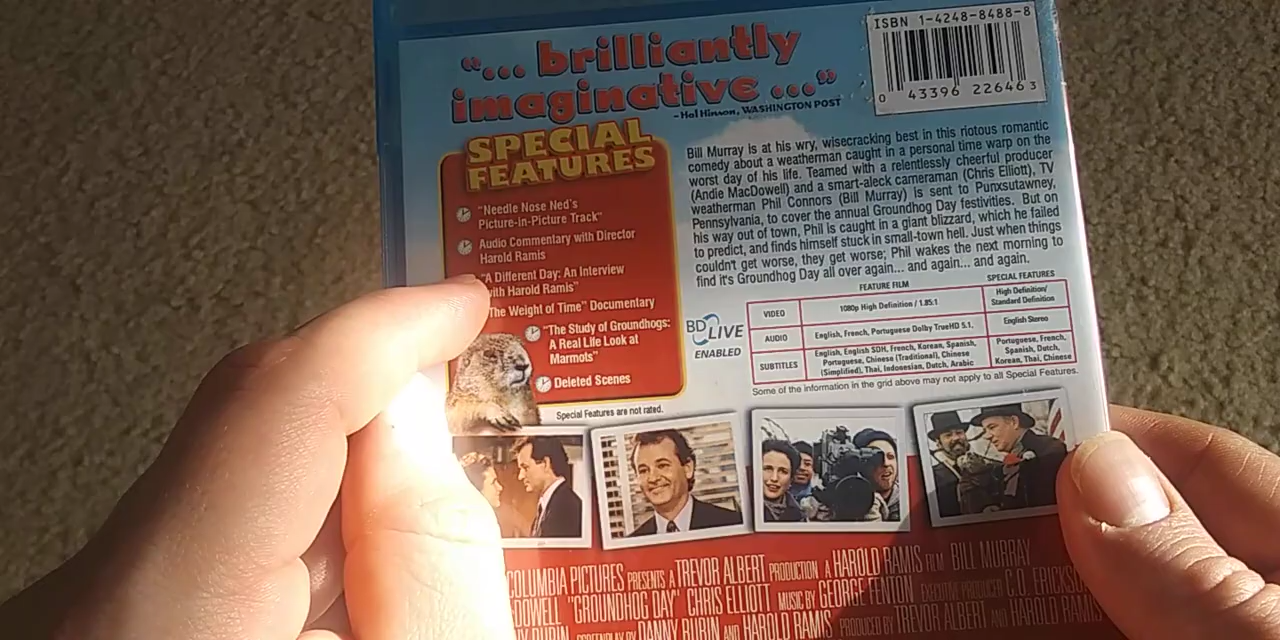 ISBN 1-4248-8488-8
"... brilliantly
imaginative ..."
-Hal Hinson, WASHINGTON POST
0 43396 22646 3
SPECIAL
FEATURES
"Needle Nose Ned's
Picture-in-Picture Track"
Audio Commentary with Director
Harold Ramis
"A Different Day: An Interview
with Harold Ramis"
The Weight of Time" Documentary
"The Study of Groundhogs:
A Real Life Look at
Marmots"
Deleted Scenes
Special Features are not rated.
Bill Murray is at his wry, wisecracking best in this riotous romantic
comedy about a weatherman caught in a personal time warp on the
worst day of his life. Teamed with a relentlessly cheerful producer
(Andie MacDowell) and a smart-aleck cameraman (Chris Elliott), TV
weatherman Phil Connors (Bill Murray) is sent to Punxsutawney,
Pennsylvania, to cover the annual Groundhog Day festivities. But on
his way out of town, Phil is caught in a giant blizzard, which he failed
to predict, and finds himself stuck in small-town hell. Just when things
couldn't get worse, they get worse; Phil wakes the next morning to
find it's Groundhog Day all over again... and again... and again.
BD LIVE
ENABLED
FEATURE FILM SPECIAL FEATURES
VIDEO 1080p High Definition / 1.85:1 High Definition/
Standard Definition
AUDIO English, French, Portuguese Dolby TrueHD 5.1, English Stereo
SUBTITLES English, English SDH, French, Korean, Spanish,
Portuguese, Chinese (Traditional), Chinese
(Simplified), Thai, Indonesian, Dutch, Arabic
Portuguese, French,
Spanish, Dutch,
Korean, Thai, Chinese
Some of the information in the grid above may not apply to all Special Features.
COLUMBIA PICTURES PRESENTS A TREVOR ALBERT PRODUCTION A HAROLD RAMIS FILM BILL MURRAY
DOWELL "GROUNDHOG DAY" CHRIS ELLIOTT MUSIC BY GEORGE FENTON EXECUTIVE PRODUCER C.O. ERICKSON
RUBIN SCREENPLAY BY DANNY RUBIN AND HAROLD RAMIS PRODUCED BY TREVOR ALBERT AND HAROLD RAMIS